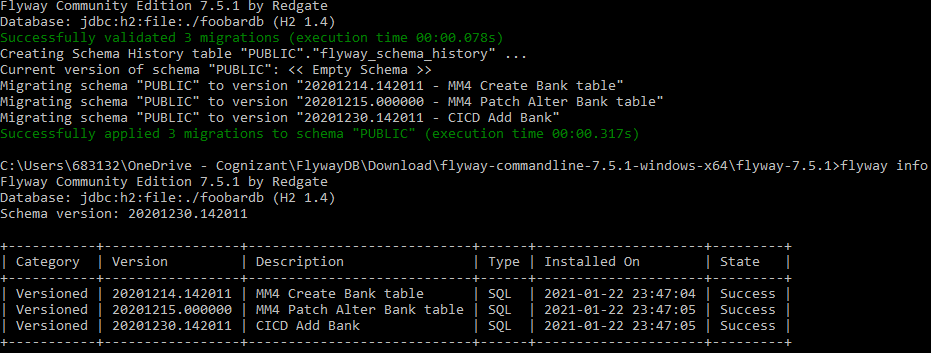 Flyway Community Edition 7.5.1 by Redgate
Database: jdbc:h2:file:./foobardb (H2 1.4)
Successfully validated 3 migrations (execution time 00:00.078s)
Creating Schema History table "PUBLIC"."flyway_schema_history" ...
Current version of schema "PUBLIC": << Empty Schema >>
Migrating schema "PUBLIC" to version "20201214.142011 - MM4 Create Bank table"
Migrating schema "PUBLIC" to version "20201215.000000 - MM4 Patch Alter Bank table"
Migrating schema "PUBLIC" to version "20201230.142011 - CICD Add Bank"
Successfully applied 3 migrations to schema "PUBLIC" (execution time 00:00.317s)

C:\Users\683132\OneDrive - Cognizant\FlywayDB\Download\flyway-commandline-7.5.1-windows-x64\flyway-7.5.1>flyway info
Flyway Community Edition 7.5.1 by Redgate
Database: jdbc:h2:file:./foobardb (H2 1.4)
Schema version: 20201230.142011

+-----------+-----------------+----------------------------+------+---------------------+---------+
| Category  | Version         | Description                | Type | Installed On        | State   |
+-----------+-----------------+----------------------------+------+---------------------+---------+
| Versioned | 20201214.142011 | MM4 Create Bank table      | SQL  | 2021-01-22 23:47:04 | Success |
| Versioned | 20201215.000000 | MM4 Patch Alter Bank table | SQL  | 2021-01-22 23:47:05 | Success |
| Versioned | 20201230.142011 | CICD Add Bank              | SQL  | 2021-01-22 23:47:05 | Success |
+-----------+-----------------+----------------------------+------+---------------------+---------+